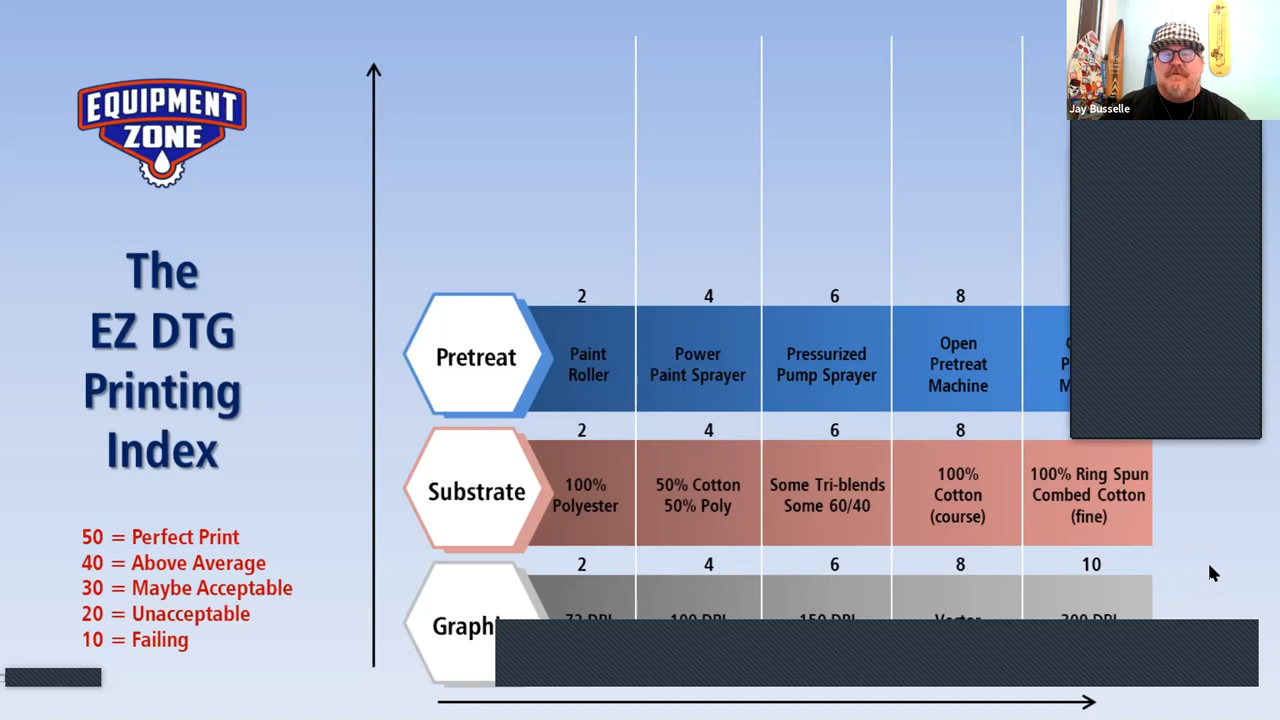 EQUIPMENT
ZONE
The
EZ DTG
Printing
Index
50 = Perfect Print
40 = Above Average
30 = Maybe Acceptable
20 = Unacceptable
10 = Failing
Jay Busselle
2 4 6 8
Pretreat
Paint
Roller
Power
Paint Sprayer
Pressurized
Pump Sprayer
Open
Pretreat
Machine
2 4 6 8
Substrate
100%
Polyester
50% Cotton
50% Poly
Some Tri-blends
Some 60/40
100%
Cotton
(course)
100% Ring Spun
Combed Cotton
(fine)
2 4 6 8 10